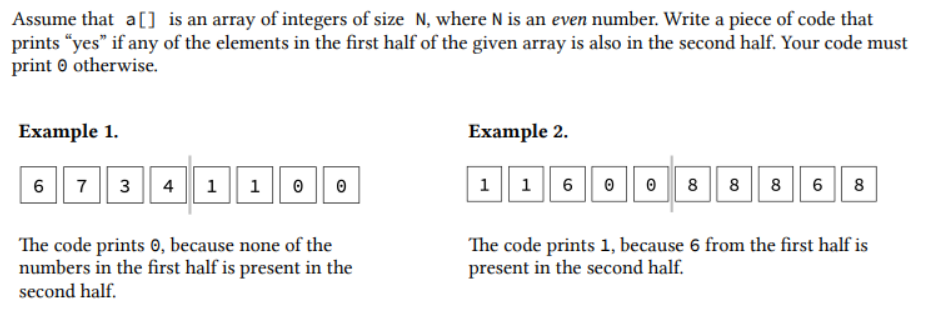 Assume that a[] is an array of integers of size N, where N is an even number. Write a piece of code that
prints “yes” if any of the elements in the first half of the given array is also in the second half. Your code must
print 0 otherwise.
Example 1.
6 7 3 4 1 1 0 0
The code prints 0, because none of the
numbers in the first half is present in the
second half.
Example 2.
1 1 6 0 0 8 8 8 6 8
The code prints 1, because 6 from the first half is
present in the second half.